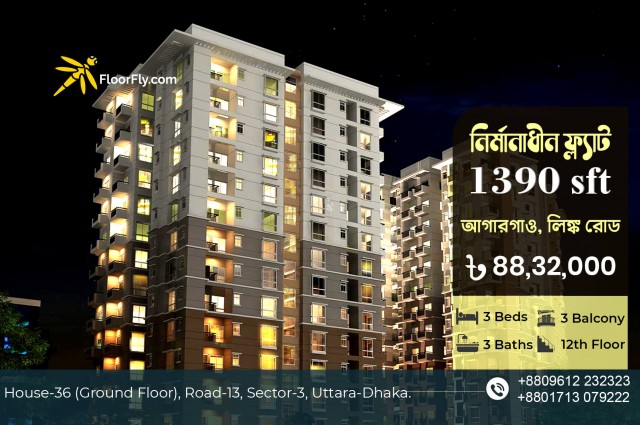 FloorFly.com
নির্মানাধীন ফ্ল্যাট
1390 sft
আগারগাও, লিঙ্ক রোড
৳ 88,32,000
3 Beds
3 Balcony
3 Baths
12th Floor
House-36 (Ground Floor), Road-13, Sector-3, Uttara-Dhaka.
+8809612 232323
+8801713 079222